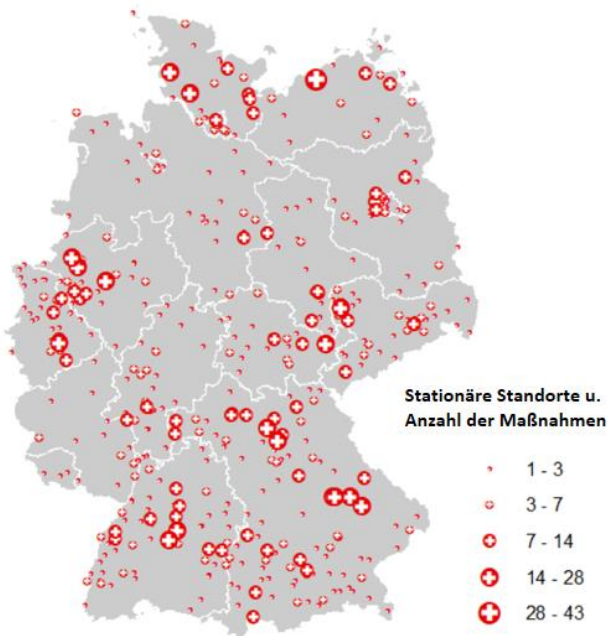 Stationäre Standorte u.
Anzahl der Maßnahmen
1 - 3
3 - 7
7 - 14
14 - 28
28 - 43